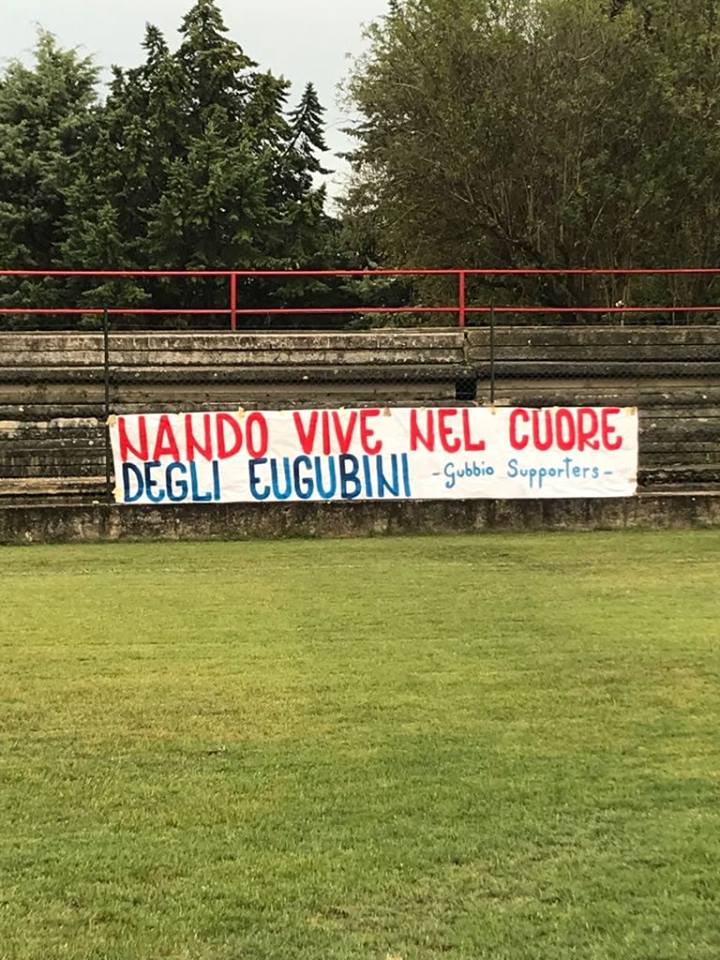 NANDO VIVE NEL CUORE
DEGLI EUGUBINI -Gubbio Supporters-